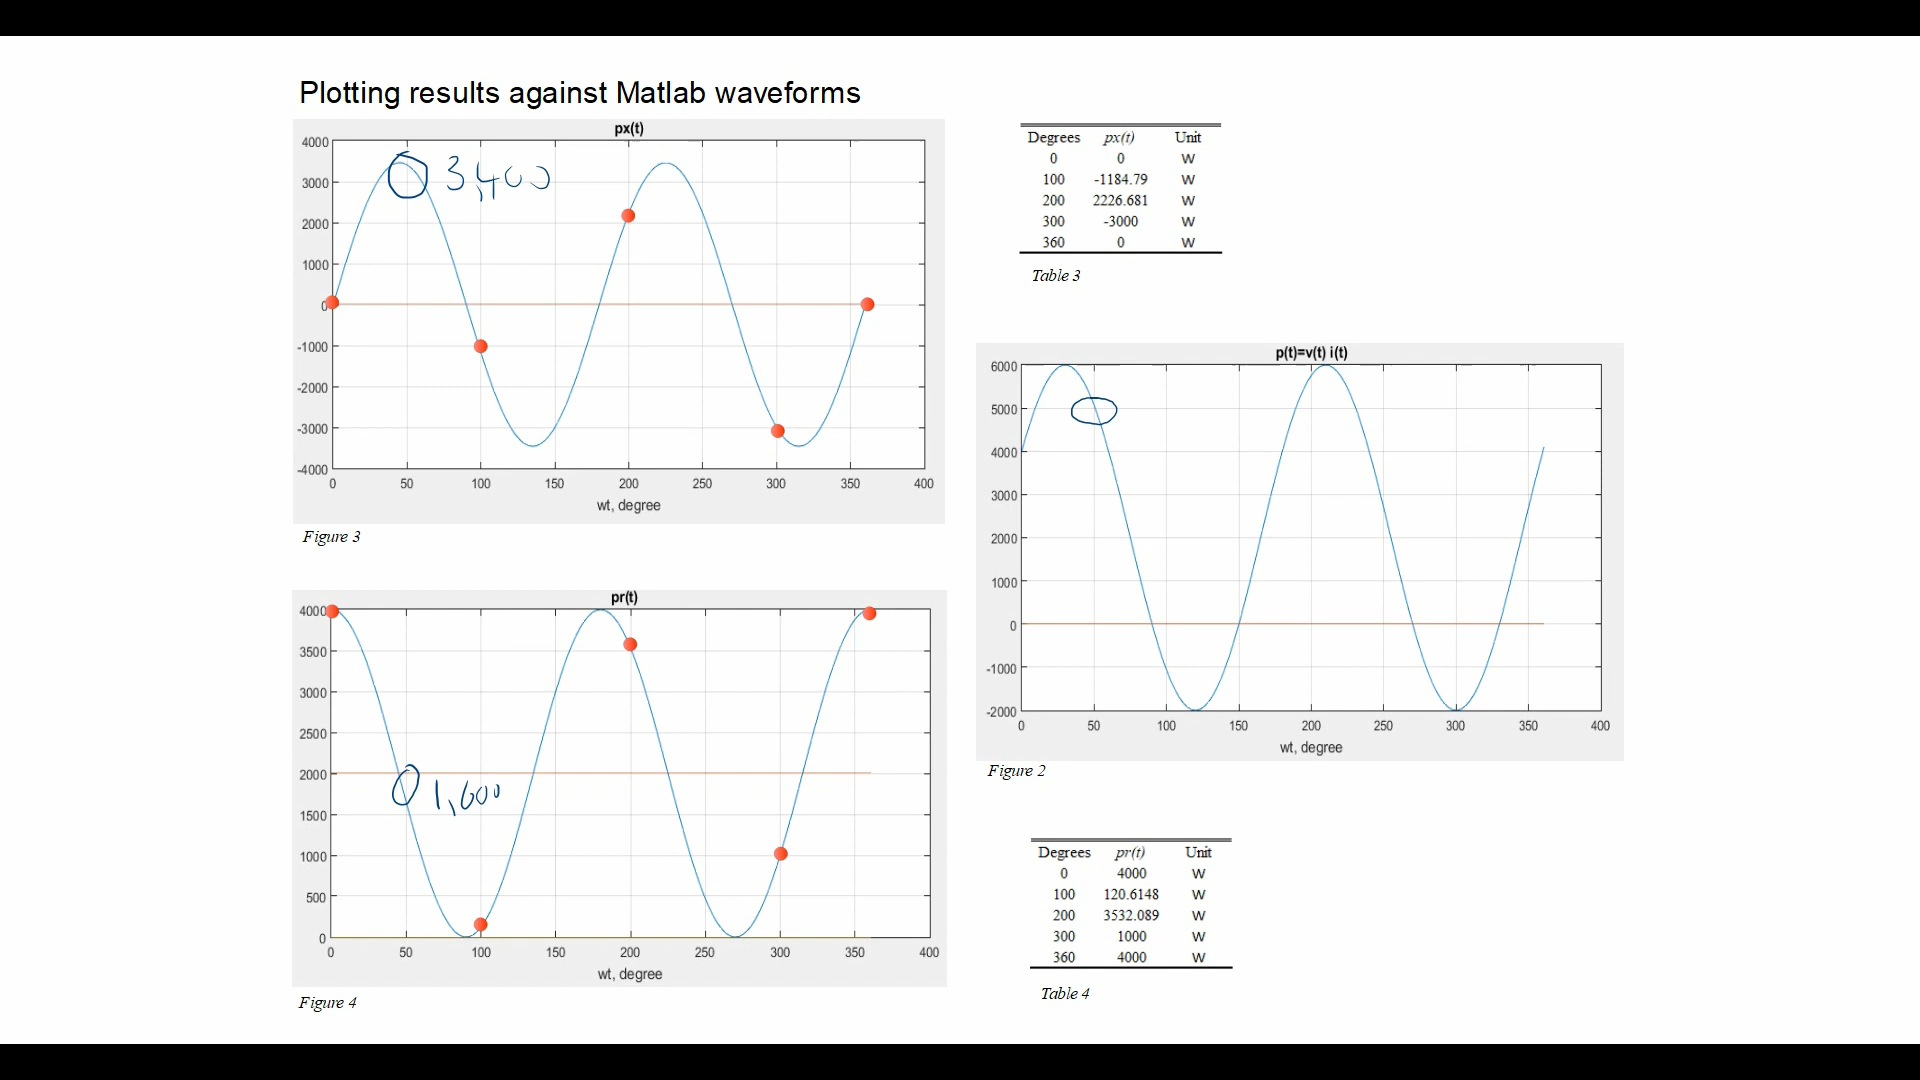 Plotting results against Matlab waveforms
px(t)
4000
3000
2000
1000
0
-1000
-2000
-3000
-4000
0 50 100 150 200 250 300 350 400
wt, degree
3,400
Figure 3
Degrees px(t) Unit
0 0 W
100 -1184.79 W
200 2226.681 W
300 -3000 W
360 0 W
Table 3
p(t)=v(t) i(t)
6000
5000
4000
3000
2000
1000
0
-1000
-2000
0 50 100 150 200 250 300 350 400
wt, degree
Figure 2
pr(t)
4000
3500
3000
2500
2000
1500
1000
500
0
0 50 100 150 200 250 300 350 400
wt, degree
1,600
Figure 4
Degrees pr(t) Unit
0 4000 W
100 120.6148 W
200 3532.089 W
300 1000 W
360 4000 W
Table 4